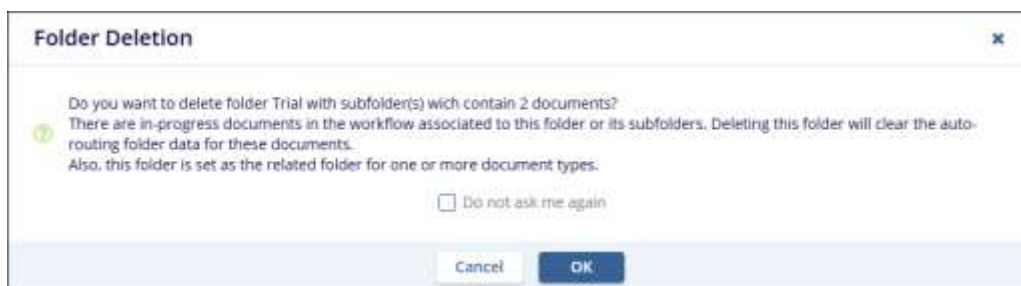 Folder Deletion
Do you want to delete folder Trial with subfolder(s) wich contain 2 documents?
There are in-progress documents in the workflow associated to this folder or its subfolders. Deleting this folder will clear the auto-
routing folder data for these documents.
Also, this folder is set as the related folder for one or more document types.
Do not ask me again
Cancel
OK